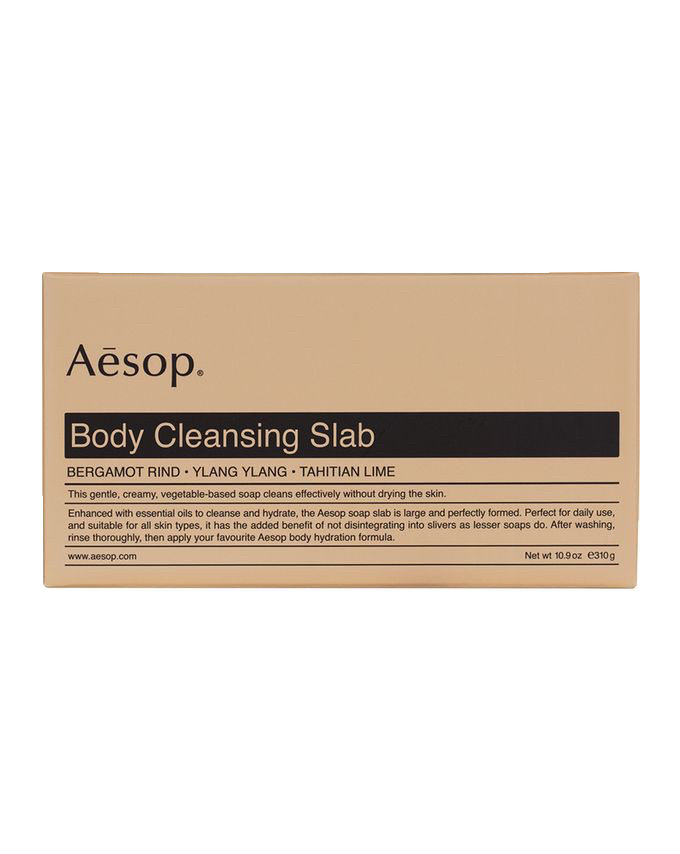 Aēsop.®
Body Cleansing Slab
BERGAMOT RIND • YLANG YLANG • TAHITIAN LIME
This gentle, creamy, vegetable-based soap cleans effectively without drying the skin.
Enhanced with essential oils to cleanse and hydrate, the Aesop soap slab is large and perfectly formed. Perfect for daily use,
and suitable for all skin types, it has the added benefit of not disintegrating into slivers as lesser soaps do. After washing,
rinse thoroughly, then apply your favourite Aesop body hydration formula.
www.aesop.com Net wt 10.9 oz ℮310 g